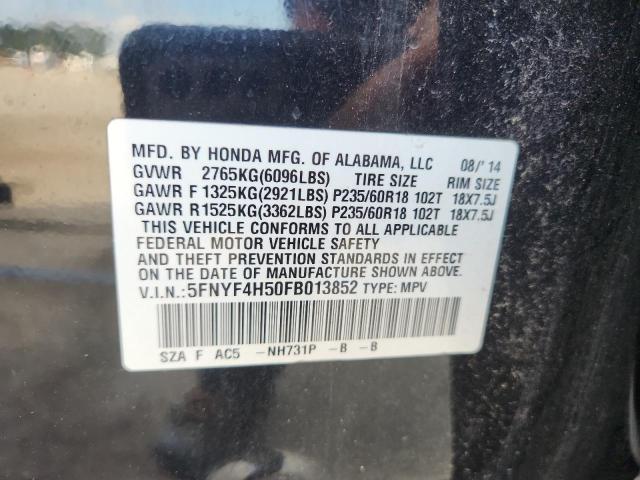 MFD. BY HONDA MFG. OF ALABAMA, LLC 08/'14
GVWR 2765KG(6096LBS) TIRE SIZE RIM SIZE
GAWR F 1325KG(2921LBS) P235/60R18 102T 18X7.5J
GAWR R 1525KG(3362LBS) P235/60R18 102T 18X7.5J
THIS VEHICLE CONFORMS TO ALL APPLICABLE
FEDERAL MOTOR VEHICLE SAFETY
AND THEFT PREVENTION STANDARDS IN EFFECT
ON THE DATE OF MANUFACTURE SHOWN ABOVE.
V.I.N.:5FNYF4H50FB013852 TYPE: MPV
SZA F AC5 -NH731P -B -B